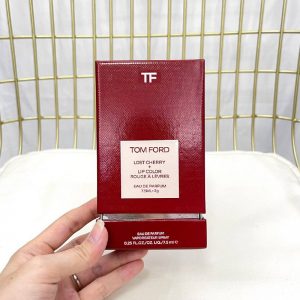 TF
TOM FORD
LOST CHERRY
+
LIP COLOR
ROUGE À LÈVRES
EAU DE PARFUM
7.5ML+2g
EAU DE PARFUM
VAPORISATEUR SPRAY
0.25 FL.OZ./OZ. LIQ./7.5 ml ℮